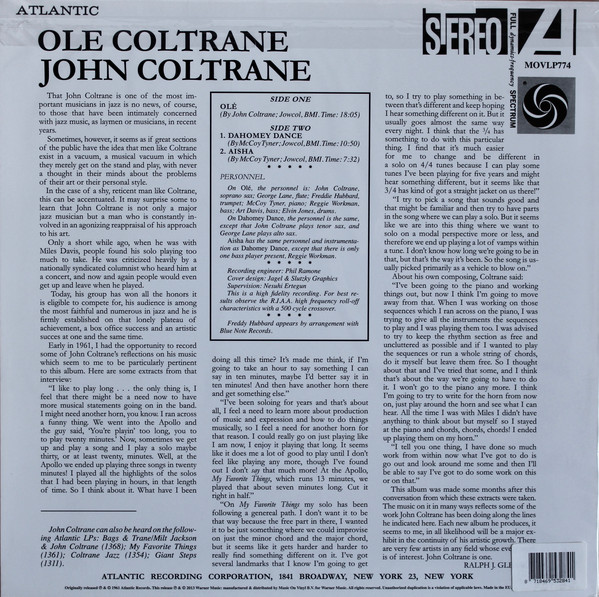 ATLANTIC
OLE COLTRANE
JOHN COLTRANE
STEREO
FULL dynamics-frequency SPECTRUM
MOVLP774
That John Coltrane is one of the most im-
portant musicians in jazz is no news, of course,
to those that have been intimately concerned
with jazz music, as laymen or musicians, in recent
years.
Sometimes, however, it seems as if great sections
of the public have the idea that men like Coltrane
exist in a vacuum, a musical vacuum in which
they merely get on the stand and play, with never
a thought in their minds about the problems
of their art or their personal style.
In the case of a shy, reticent man like Coltrane,
this can be accentuated. It may surprise some to
learn that John Coltrane is not only a major
jazz musician but a man who is constantly in-
volved in an agonizing reappraisal of his approach
to his art.
Only a short while ago, when he was with
Miles Davis, people found his solo playing too
much to take. He was criticized heavily by a
nationally syndicated columnist who heard him at
a concert, and now and again people would even
get up and leave when he played.
Today, his group has won all the honors it
is eligible to compete for, his audience is among
the most faithful and numerous in jazz and he is
firmly established on that lonely plateau of
achievement, a box office success and an artistic
succes at one and the same time.
Early in 1961, I had the opportunity to record
some of John Coltrane's reflections on his music
which seem to me to be particularly pertinent
to this album. Here are some extracts from that
interview:
"I like to play long . . . the only thing is, I
feel that there might be a need now to have
more musical statements going on in the band.
I might need another horn, you know. I ran across
a funny thing. We went into the Apollo and
the guy said, 'You're playin' too long, you to
to play twenty minutes.' Now, sometimes we get
up and play a song and I play a solo maybe
thirty, or at least twenty, minutes. Well, at the
Apollo we ended up playing three songs in twenty
minutes! I played all the highlights of the solos
that I had been playing in hours, in that length
of time. So I think about it. What have I been
John Coltrane can also be heard on the follow-
ing Atlantic LPs: Bags & Trane/Milt Jackson
& John Coltrane (1368); My Favorite Things
(1361); Coltrane Jazz (1354); Giant Steps
(1311).
SIDE ONE
OLÉ
(By John Coltrane; Jowcol, BMI. Time: 18:05)
SIDE TWO
1. DAHOMEY DANCE
(By McCoy Tyner; Jowcol, BMI. Time: 10:50)
2. AISHA
(By McCoy Tyner; Jowcol, BMI. Time: 7:32)
* * * * *
PERSONNEL
On Olé, the personnel is: John Coltrane,
soprano sax; George Lane, flute; Freddie Hubbard,
trumpet; McCoy Tyner, piano; Reggie Workman,
bass; Art Davis, bass; Elvin Jones, drums.
On Dahomey Dance, the personnel is the same,
except that John Coltrane plays tenor sax, and
George Lane plays alto sax.
Aisha has the same personnel and instrumenta-
tion as Dahomey Dance, except that there is only
one bass player present, Reggie Workman.
* * * * *
Recording engineer: Phil Ramone
Cover design: Jagel & Slutzky Graphics
Supervision: Nesuhi Ertegun
This is a high fidelity recording. For best re-
sults observe the R.I.A.A. high frequency roll-off
characteristics with a 500 cycle crossover.
* * * * *
Freddy Hubbard appears by arrangement with
Blue Note Records.
doing all this time? It's made me think, if I'm
going to take an hour to say something I can
say in ten minutes, maybe I'd better say it in
ten minutes! And then have another horn there
and get something else."
"I've been soloing for years and that's about
all, I feel a need to learn more about production
of music and expression and how to do things
musically, so I feel a need for another horn for
that reason. I could really go on just playing like
I am now, I enjoy it playing that long. It seems
like it does me a lot of good to play until I don't
feel like playing any more, though I've found
out I don't say that much more! At the Apollo,
My Favorite Things, which runs 13 minutes, we
played that about seven minutes long. Cut it
right in half."
"On My Favorite Things my solo has been
following a genereal path. I don't want it to be
that way because the free part in there, I wanted
it to be just something where we could improvise
on just the minor chord and the major chord,
but it seems like it gets harder and harder to
really find something different on it. I've got
several landmarks that I know I'm going to get
to, so I try to play something in be-
tween that's different and keep hoping
I hear something different on it. But it
usually goes almost the same way
every night. I think that the ¾ has
something to do with this particular
thing. I find that it's much easier
for me to change and be different in
a solo on 4/4 tunes because I can play some
tunes I've been playing for five years and might
hear something different, but it seems like that
3/4 has kind of got a straight jacket on us there!"
"I try to pick a song that sounds good and
that might be familiar and then try to have parts
in the song where we can play a solo. But it seems
like we are into this thing where we want to
solo on a modal perspective more or less, and
therefore we end up playing a lot of vamps within
a tune. I don't know how long we're going to be in
that, but that's the way it's been. So the song is us-
ually picked primarily as a vehicle to blow on."
About his own composing, Coltrane said:
"I've been going to the piano and working
things out, but now I think I'm going to move
away from that. When I was working on those
sequences which I ran across on the piano, I was
trying to give all the instruments the sequences
to play and I was playing them too. I was advised
to try to keep the rhythm section as free and
uncluttered as possible and if I wanted to play
the sequences or run a whole string of chords,
do it myself but leave them free. So I thought
about that and I've tried that some, and I think
that's about the way we're going to have to do
it. I won't go to the piano any more. I think
I'm going to try to write for the horn from now
on, just play around the horn and see what I can
hear. All the time I was with Miles I didn't have
anything to think about but myself so I stayed
at the piano and chords, chords, chords! I ended
up playing them on my horn."
"I tell you one thing, I have done so much
work from within now what I've got to do is
go out and look around me some and then I'll
be able to say I've got to do some work on this
or on that."
This album was made some months after this
conversation from which these extracts were taken.
The music on it in many ways reflects some of the
work John Coltrane has been doing along the lines
he indicated here. Each new album he produces, it
seems to me, in all likelihood will be a major ex-
hibit in the continuity of his artistic growth. There
are very few artists in any field whose
is of interest. John Coltrane is one.
RALPH J.
8 710469 532841
ATLANTIC RECORDING CORPORATION, 1841 BROADWAY, NEW YORK 23, NEW YORK